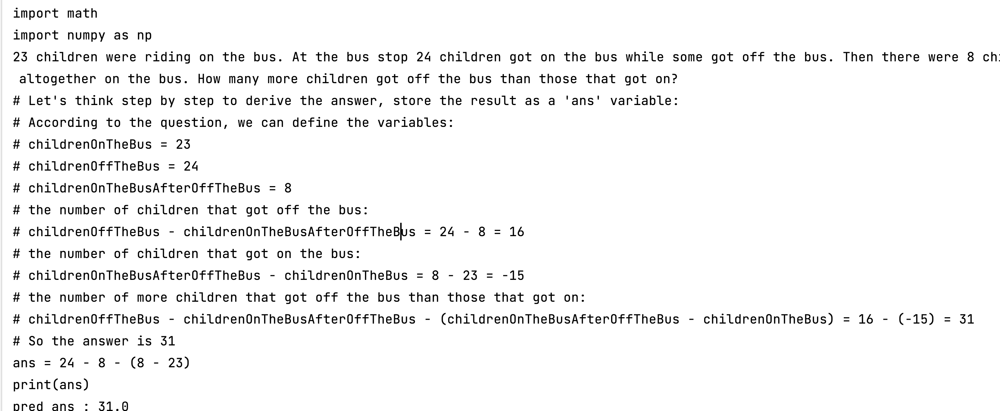 import math
import numpy as np
23 children were riding on the bus. At the bus stop 24 children got on the bus while some got off the bus. Then there were 8
altogether on the bus. How many more children got off the bus than those that got on?
# Let's think step by step to derive the answer, store the result as a 'ans' variable:
# According to the question, we can define the variables:
# childrenOnTheBus = 23
# childrenOffTheBus = 24
# childrenOnTheBusAfterOffTheBus = 8
# the number of children that got off the bus:
# childrenOffTheBus - childrenOnTheBusAfterOffTheBus = 24 - 8 = 16
# the number of children that got on the bus:
# childrenOnTheBusAfterOffTheBus - childrenOnTheBus = 8 - 23 = -15
# the number of more children that got off the bus than those that got on:
# childrenOffTheBus - childrenOnTheBusAfterOffTheBus - (childrenOnTheBusAfterOffTheBus - childrenOnTheBus) = 16 - (-15) = 31
# So the answer is 31
ans = 24 - 8 - (8 - 23)
print(ans)
pred ans : 31.0